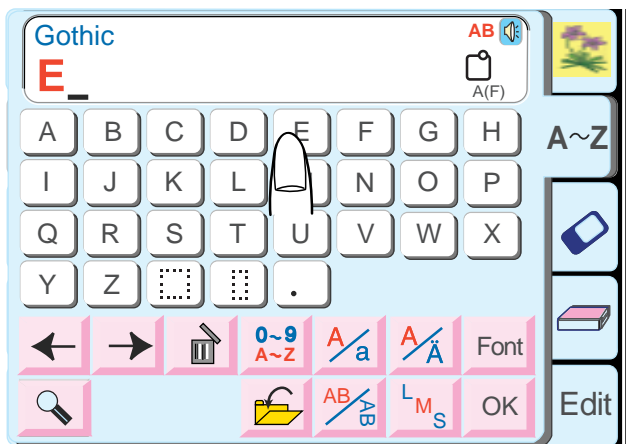 Gothic AB
E_
A(F)
A B C D E F G H
A~Z
I J K L N O P
Q R S T U V W X
Y Z .
0~9
A~Z
A/a
A/Ä
Font
AB/AB
L M S
OK
Edit